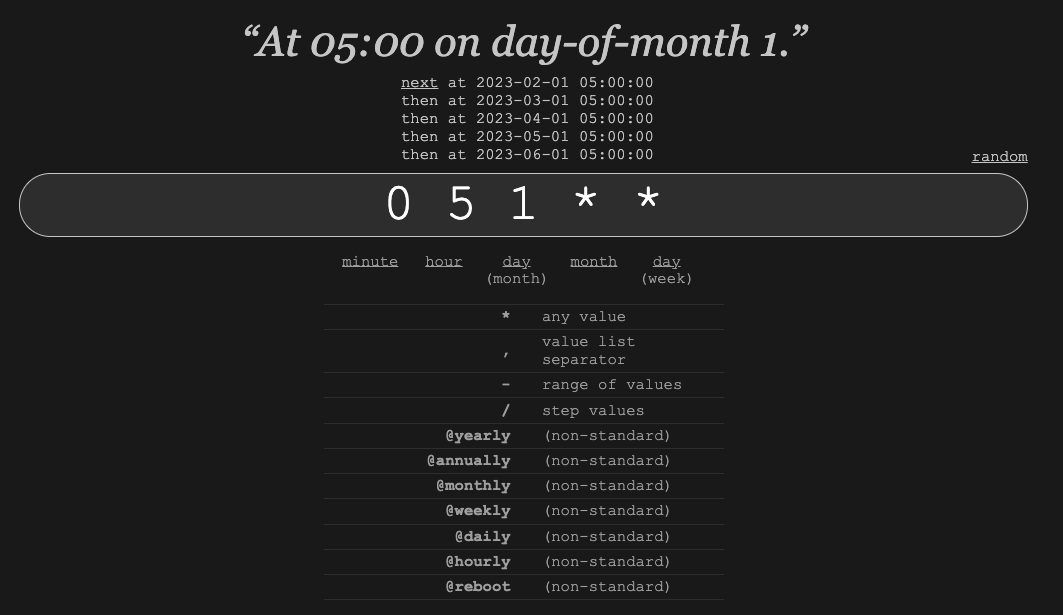 “At 05:00 on day-of-month 1.”
next at 2023-02-01 05:00:00
then at 2023-03-01 05:00:00
then at 2023-04-01 05:00:00
then at 2023-05-01 05:00:00
then at 2023-06-01 05:00:00
random
0 5 1 * *
minute hour day month day
(month) (week)
* any value
, value list
separator
- range of values
/ step values
@yearly (non-standard)
@annually (non-standard)
@monthly (non-standard)
@weekly (non-standard)
@daily (non-standard)
@hourly (non-standard)
@reboot (non-standard)